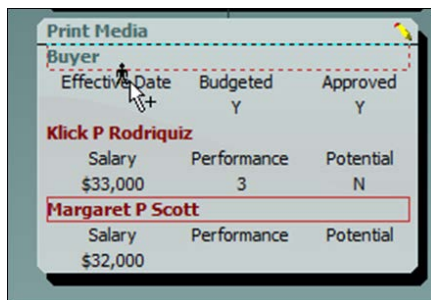 Print Media
Buyer
Effective Date Budgeted Approved
Y Y
Klick P Rodriquiz
Salary Performance Potential
$33,000 3 N
Margaret P Scott
Salary Performance Potential
$32,000